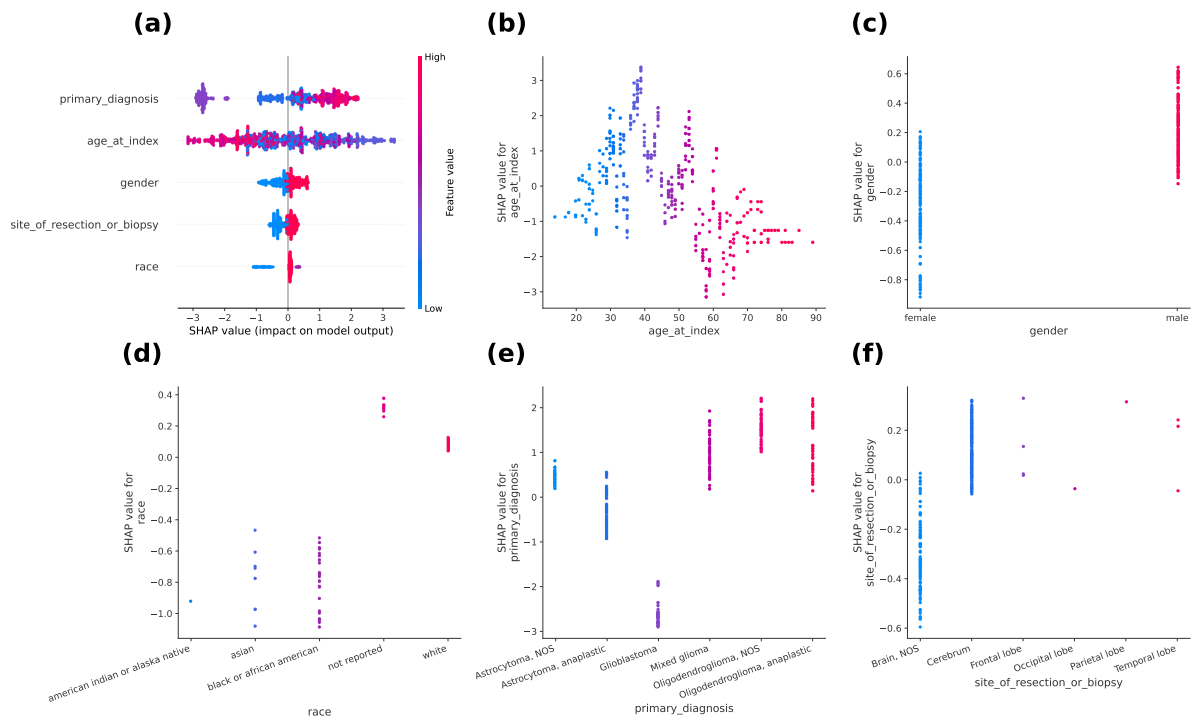 (a)
primary_diagnosis
age_at_index
gender
site_of_resection_or_biopsy
race
−3 −2 −1 0 1 2 3
SHAP value (impact on model output)
High
Feature value
Low
(b)
SHAP value for
age_at_index
3
2
1
0
−1
−2
−3
20 30 40 50 60 70 80 90
age_at_index
(c)
SHAP value for
gender
0.6
0.4
0.2
0.0
−0.2
−0.4
−0.6
−0.8
female male
gender
(d)
SHAP value for
race
0.4
0.2
0.0
−0.2
−0.4
−0.6
−0.8
−1.0
american indian or alaska native
asian
black or african american
not reported
white
race
(e)
SHAP value for
primary_diagnosis
2
1
0
−1
−2
−3
Astrocytoma, NOS
Astrocytoma, anaplastic
Glioblastoma
Mixed glioma
Oligodendroglioma, NOS
Oligodendroglioma, anaplastic
primary_diagnosis
(f)
SHAP value for
site_of_resection_or_biopsy
0.2
0.0
−0.2
−0.4
−0.6
Brain, NOS
Cerebrum
Frontal lobe
Occipital lobe
Parietal lobe
Temporal lobe
site_of_resection_or_biopsy